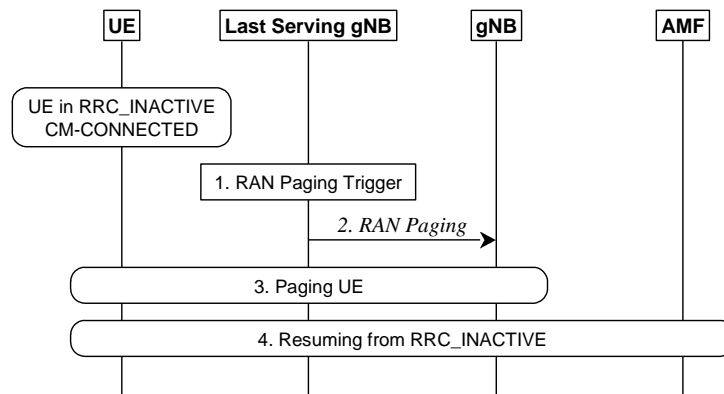 UE
Last Serving gNB
gNB
AMF
UE in RRC_INACTIVE
CM-CONNECTED
1. RAN Paging Trigger
2. RAN Paging
3. Paging UE
4. Resuming from RRC_INACTIVE